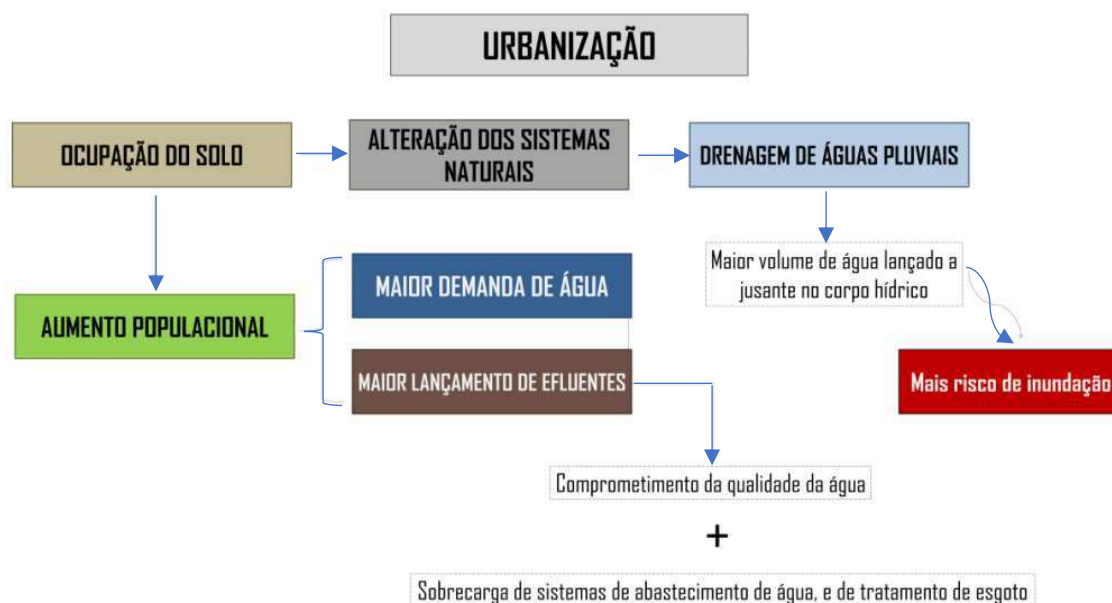 URBANIZAÇÃO
OCUPAÇÃO DO SOLO
ALTERAÇÃO DOS SISTEMAS
NATURAIS
DRENAGEM DE ÁGUAS PLUVIAIS
Maior volume de água lançado a
jusante no corpo hídrico
Mais risco de inundação
AUMENTO POPULACIONAL
MAIOR DEMANDA DE ÁGUA
MAIOR LANÇAMENTO DE EFLUENTES
Comprometimento da qualidade da água
+
Sobrecarga de sistemas de abastecimento de água, e de tratamento de esgoto